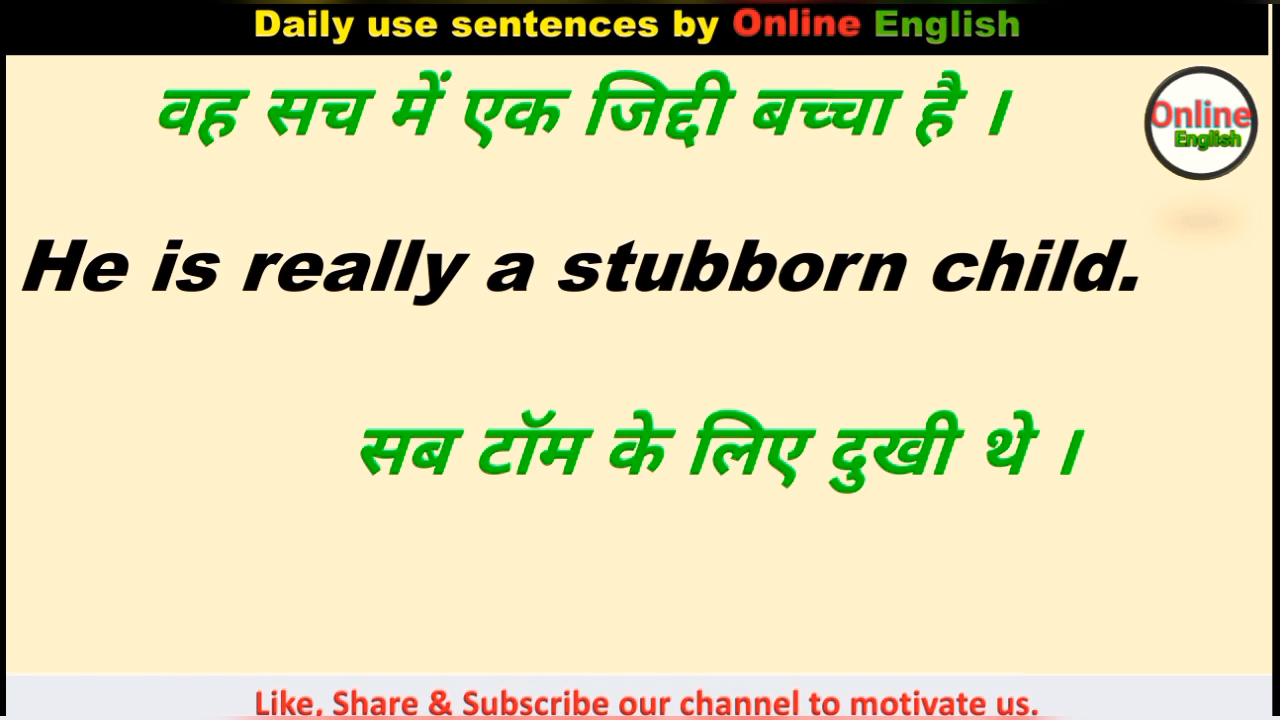 Daily use sentences by Online English
वह सच में एक जिद्दी बच्चा है ।
Online
English
He is really a stubborn child.
सब टॉम के लिए दुखी थे ।
Like, Share & Subscribe our channel to motivate us.